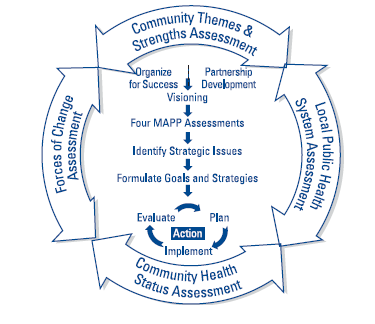 Community Themes &
Strengths Assessment
Organize
for Success
Partnership
Development
Visioning
Four MAPP Assessments
Identify Strategic Issues
Formulate Goals and Strategies
Evaluate
Plan
Action
Implement
Forces of Change
Assessment
Local Public Health
System Assessment
Community Health
Status Assessment